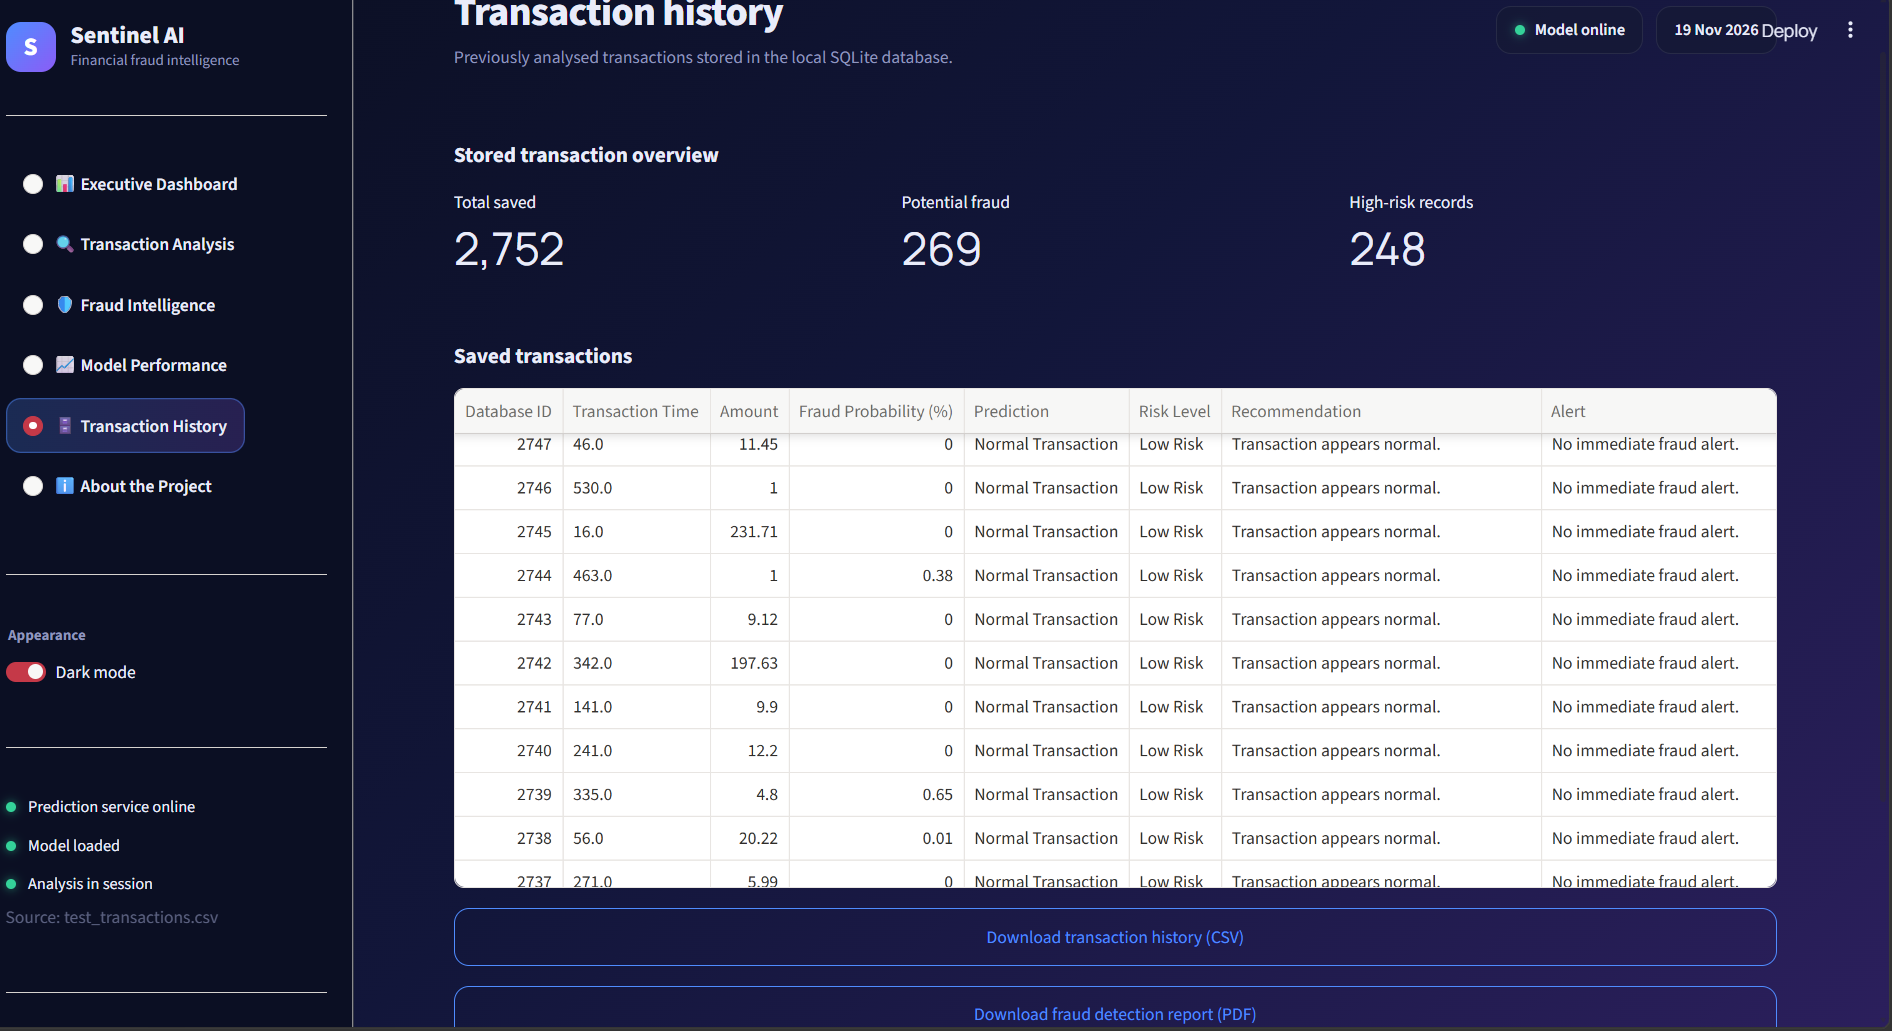 S
Sentinel AI
Financial fraud intelligence
Executive Dashboard
Transaction Analysis
Fraud Intelligence
Model Performance
Transaction History
About the Project
Appearance
Dark mode
Prediction service online
Model loaded
Analysis in session
Source: test_transactions.csv
Transaction history
Previously analysed transactions stored in the local SQLite database.
Model online
19 Nov 2026
Deploy
Stored transaction overview
Total saved Potential fraud High-risk records
2,752 269 248
Saved transactions
Database ID Transaction Time Amount Fraud Probability (%) Prediction Risk Level Recommendation Alert
2747 46.0 11.45 0 Normal Transaction Low Risk Transaction appears normal. No immediate fraud alert.
2746 530.0 1 0 Normal Transaction Low Risk Transaction appears normal. No immediate fraud alert.
2745 16.0 231.71 0 Normal Transaction Low Risk Transaction appears normal. No immediate fraud alert.
2744 463.0 1 0.38 Normal Transaction Low Risk Transaction appears normal. No immediate fraud alert.
2743 77.0 9.12 0 Normal Transaction Low Risk Transaction appears normal. No immediate fraud alert.
2742 342.0 197.63 0 Normal Transaction Low Risk Transaction appears normal. No immediate fraud alert.
2741 141.0 9.9 0 Normal Transaction Low Risk Transaction appears normal. No immediate fraud alert.
2740 241.0 12.2 0 Normal Transaction Low Risk Transaction appears normal. No immediate fraud alert.
2739 335.0 4.8 0.65 Normal Transaction Low Risk Transaction appears normal. No immediate fraud alert.
2738 56.0 20.22 0.01 Normal Transaction Low Risk Transaction appears normal. No immediate fraud alert.
2737 271.0 5.99 0 Normal Transaction Low Risk Transaction appears normal. No immediate fraud alert.
Download transaction history (CSV)
Download fraud detection report (PDF)